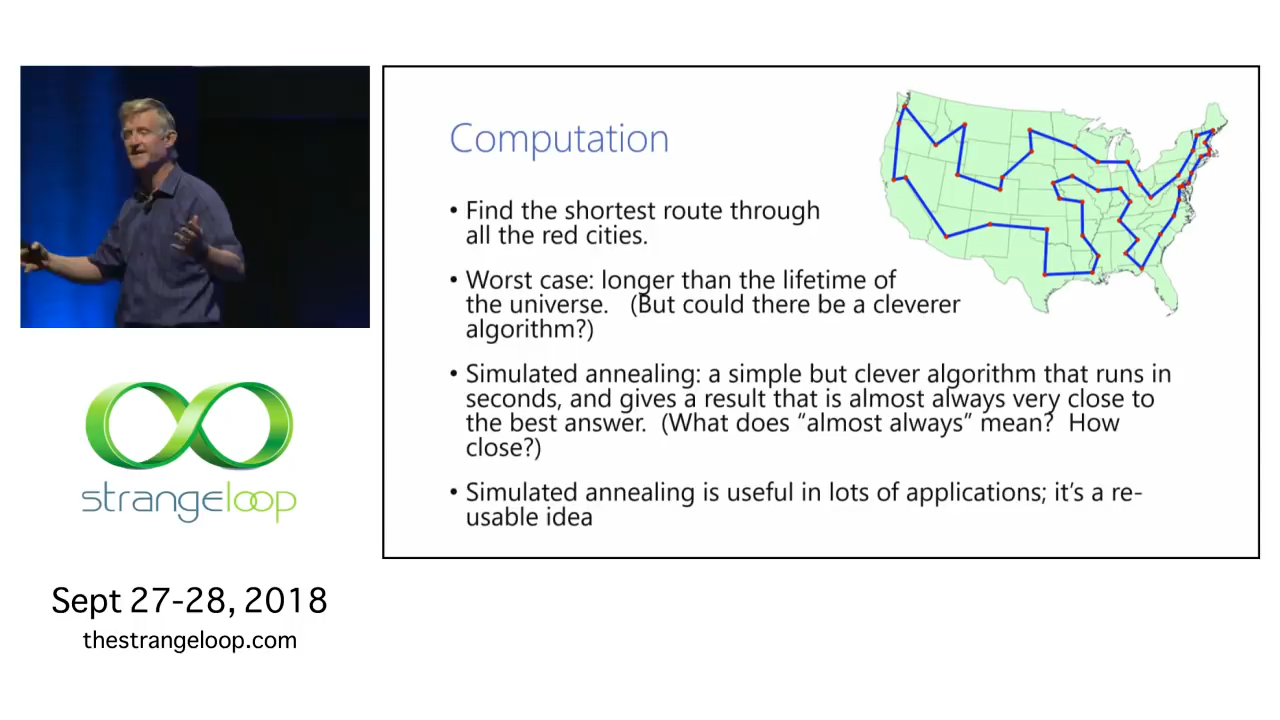 Computation
• Find the shortest route through
all the red cities.
• Worst case: longer than the lifetime of
the universe. (But could there be a cleverer
algorithm?)
• Simulated annealing: a simple but clever algorithm that runs in
seconds, and gives a result that is almost always very close to
the best answer. (What does “almost always” mean? How
close?)
• Simulated annealing is useful in lots of applications; it’s a re-
usable idea
strangeloop
Sept 27-28, 2018
thestrangeloop.com